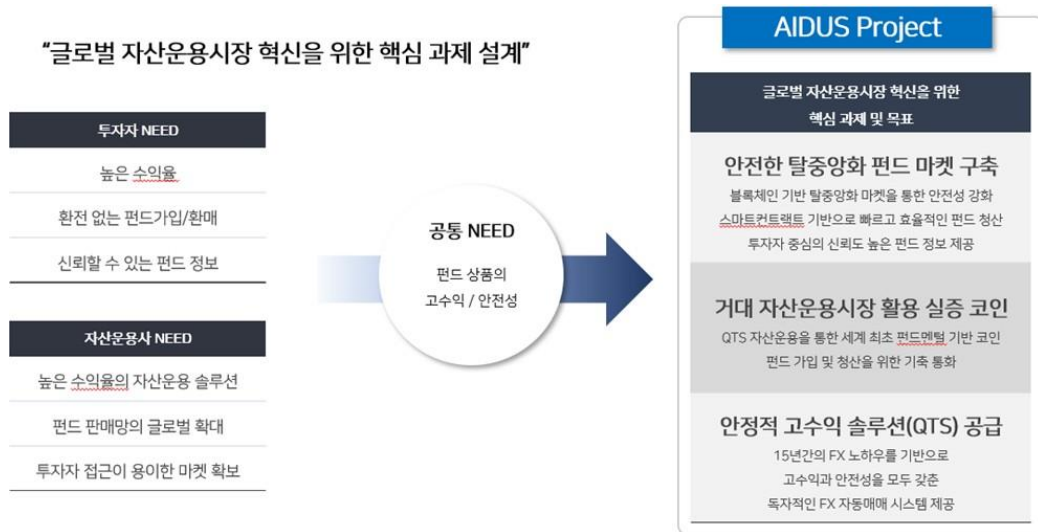 “글로벌 자산운용시장 혁신을 위한 핵심 과제 설계”
투자자 NEED
높은 수익율
환전 없는 펀드가입/환매
신뢰할 수 있는 펀드 정보
자산운용사 NEED
높은 수익율의 자산운용 솔루션
펀드 판매망의 글로벌 확대
투자자 접근이 용이한 마켓 확보
공통 NEED
펀드 상품의
고수익 / 안전성
AIDUS Project
글로벌 자산운용시장 혁신을 위한
핵심 과제 및 목표
안전한 탈중앙화 펀드 마켓 구축
블록체인 기반 탈중앙화 마켓을 통한 안전성 강화
스마트컨트랙트 기반으로 빠르고 효율적인 펀드 청산
투자자 중심의 신뢰도 높은 펀드 정보 제공
거대 자산운용시장 활용 실증 코인
QTS 자산운용을 통한 세계 최초 펀드멘털 기반 코인
펀드 가입 및 청산을 위한 기축 통화
안정적 고수익 솔루션(QTS) 공급
15년간의 FX 노하우를 기반으로
고수익과 안전성을 모두 갖춘
독자적인 FX 자동매매 시스템 제공